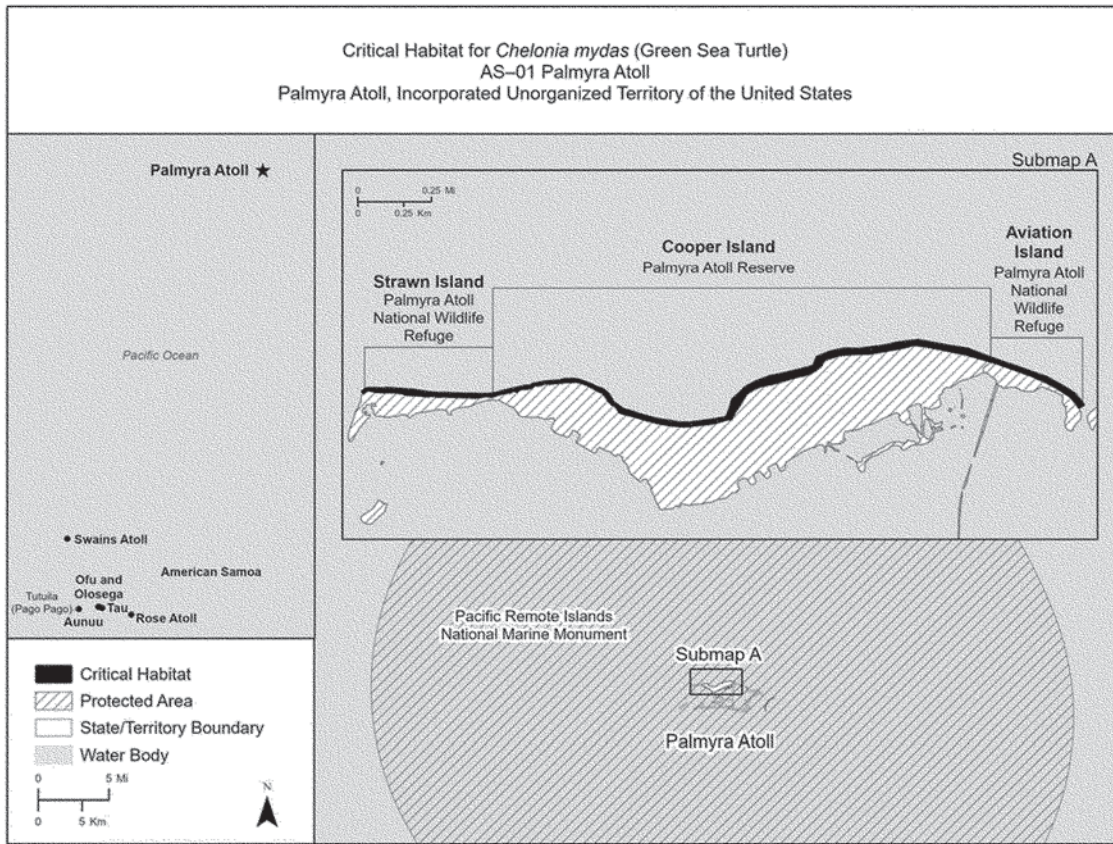 Critical Habitat for Chelonia mydas (Green Sea Turtle)
AS–01 Palmyra Atoll
Palmyra Atoll, Incorporated Unorganized Territory of the United States
Palmyra Atoll
Pacific Ocean
Swains Atoll
American Samoa
Ofu and
Olosega
Tutuila
(Pago Pago)
Tau
Aunuu
Rose Atoll
Submap A
0 0.25 Mi
0 0.25 Km
Strawn Island
Palmyra Atoll
National Wildlife
Refuge
Cooper Island
Palmyra Atoll Reserve
Aviation
Island
Palmyra Atoll
National
Wildlife
Refuge
Pacific Remote Islands
National Marine Monument
Submap A
Palmyra Atoll
Critical Habitat
Protected Area
State/Territory Boundary
Water Body
0 5 Mi
0 5 Km
N